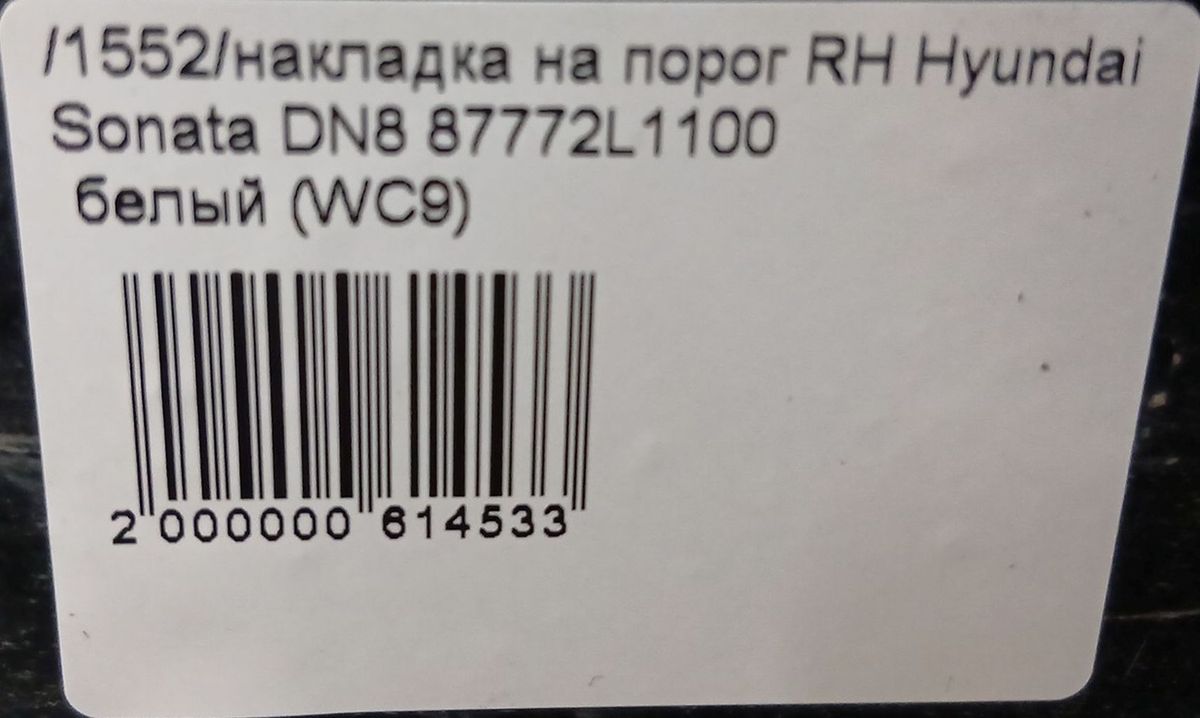 /1552/накладка на порог RH Hyundai
Sonata DN8 87772L1100
белый (WC9)
2 000000 614533